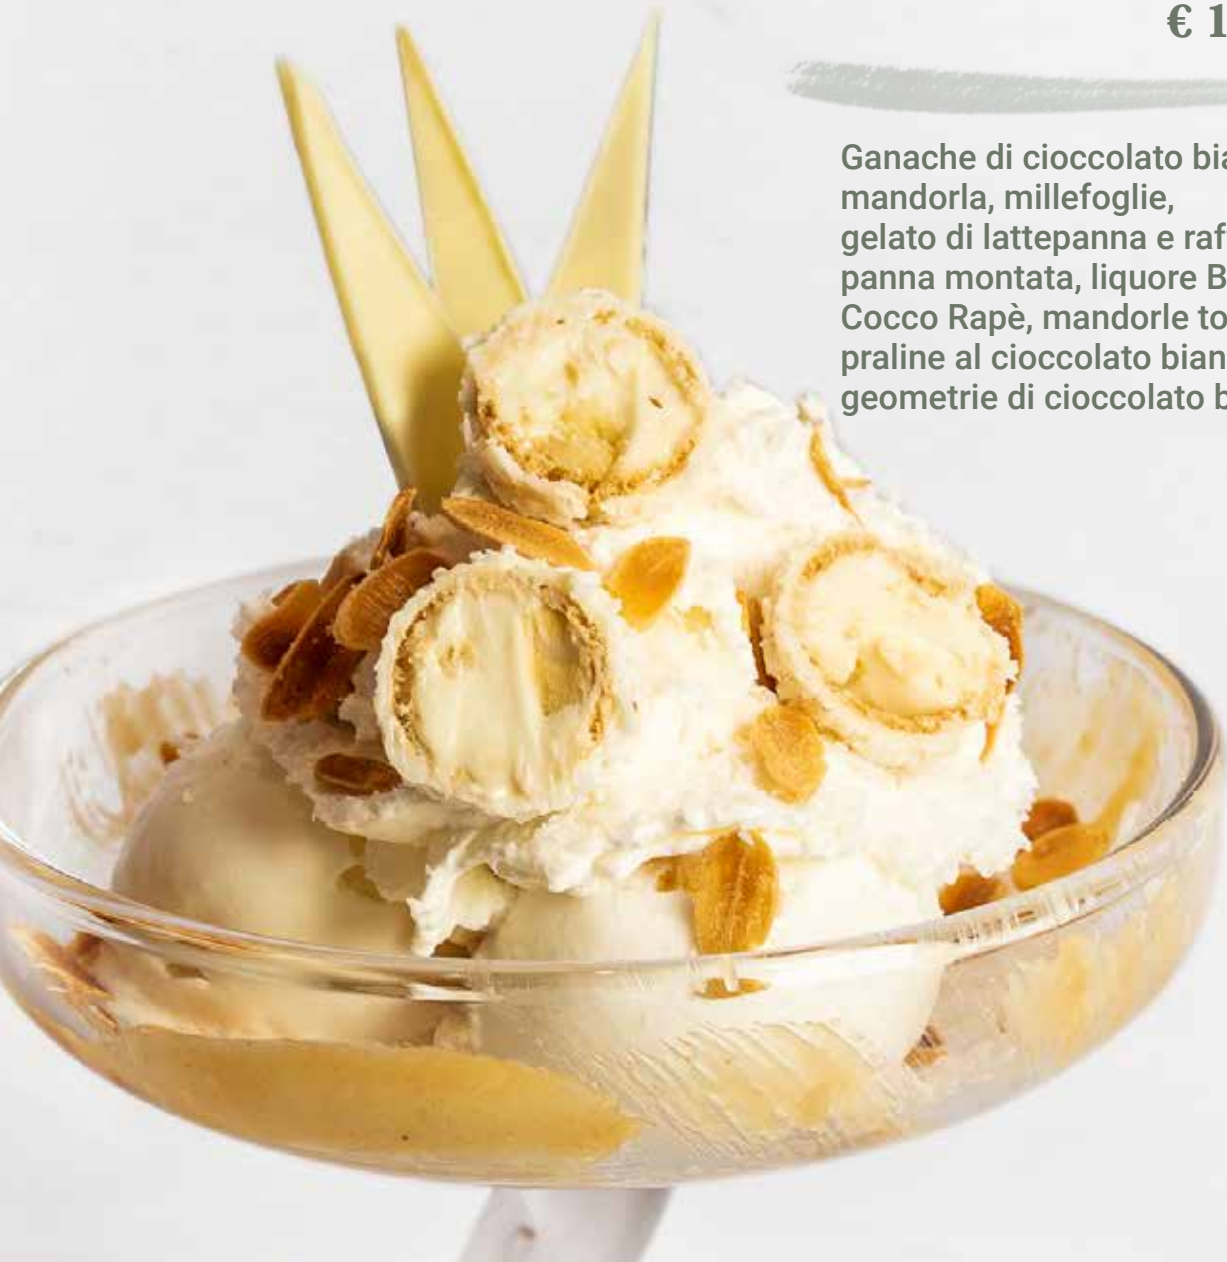 € 1
Ganache di cioccolato bia
mandorla, millefoglie,
gelato di lattepanna e raf
panna montata, liquore B
Cocco Rapè, mandorle to
praline al cioccolato bian
geometrie di cioccolato b